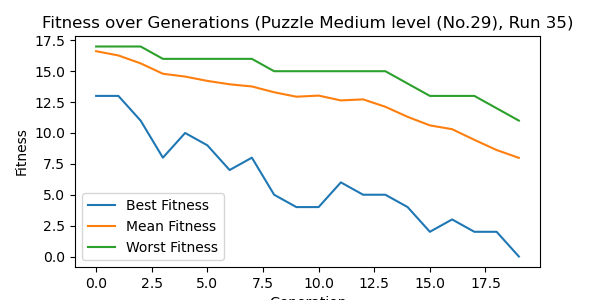 Fitness over Generations (Puzzle Medium level (No.29), Run 35)
17.5
15.0
12.5
10.0
7.5
5.0
2.5
0.0
Fitness
Best Fitness
Mean Fitness
Worst Fitness
0.0 2.5 5.0 7.5 10.0 12.5 15.0 17.5
Generation